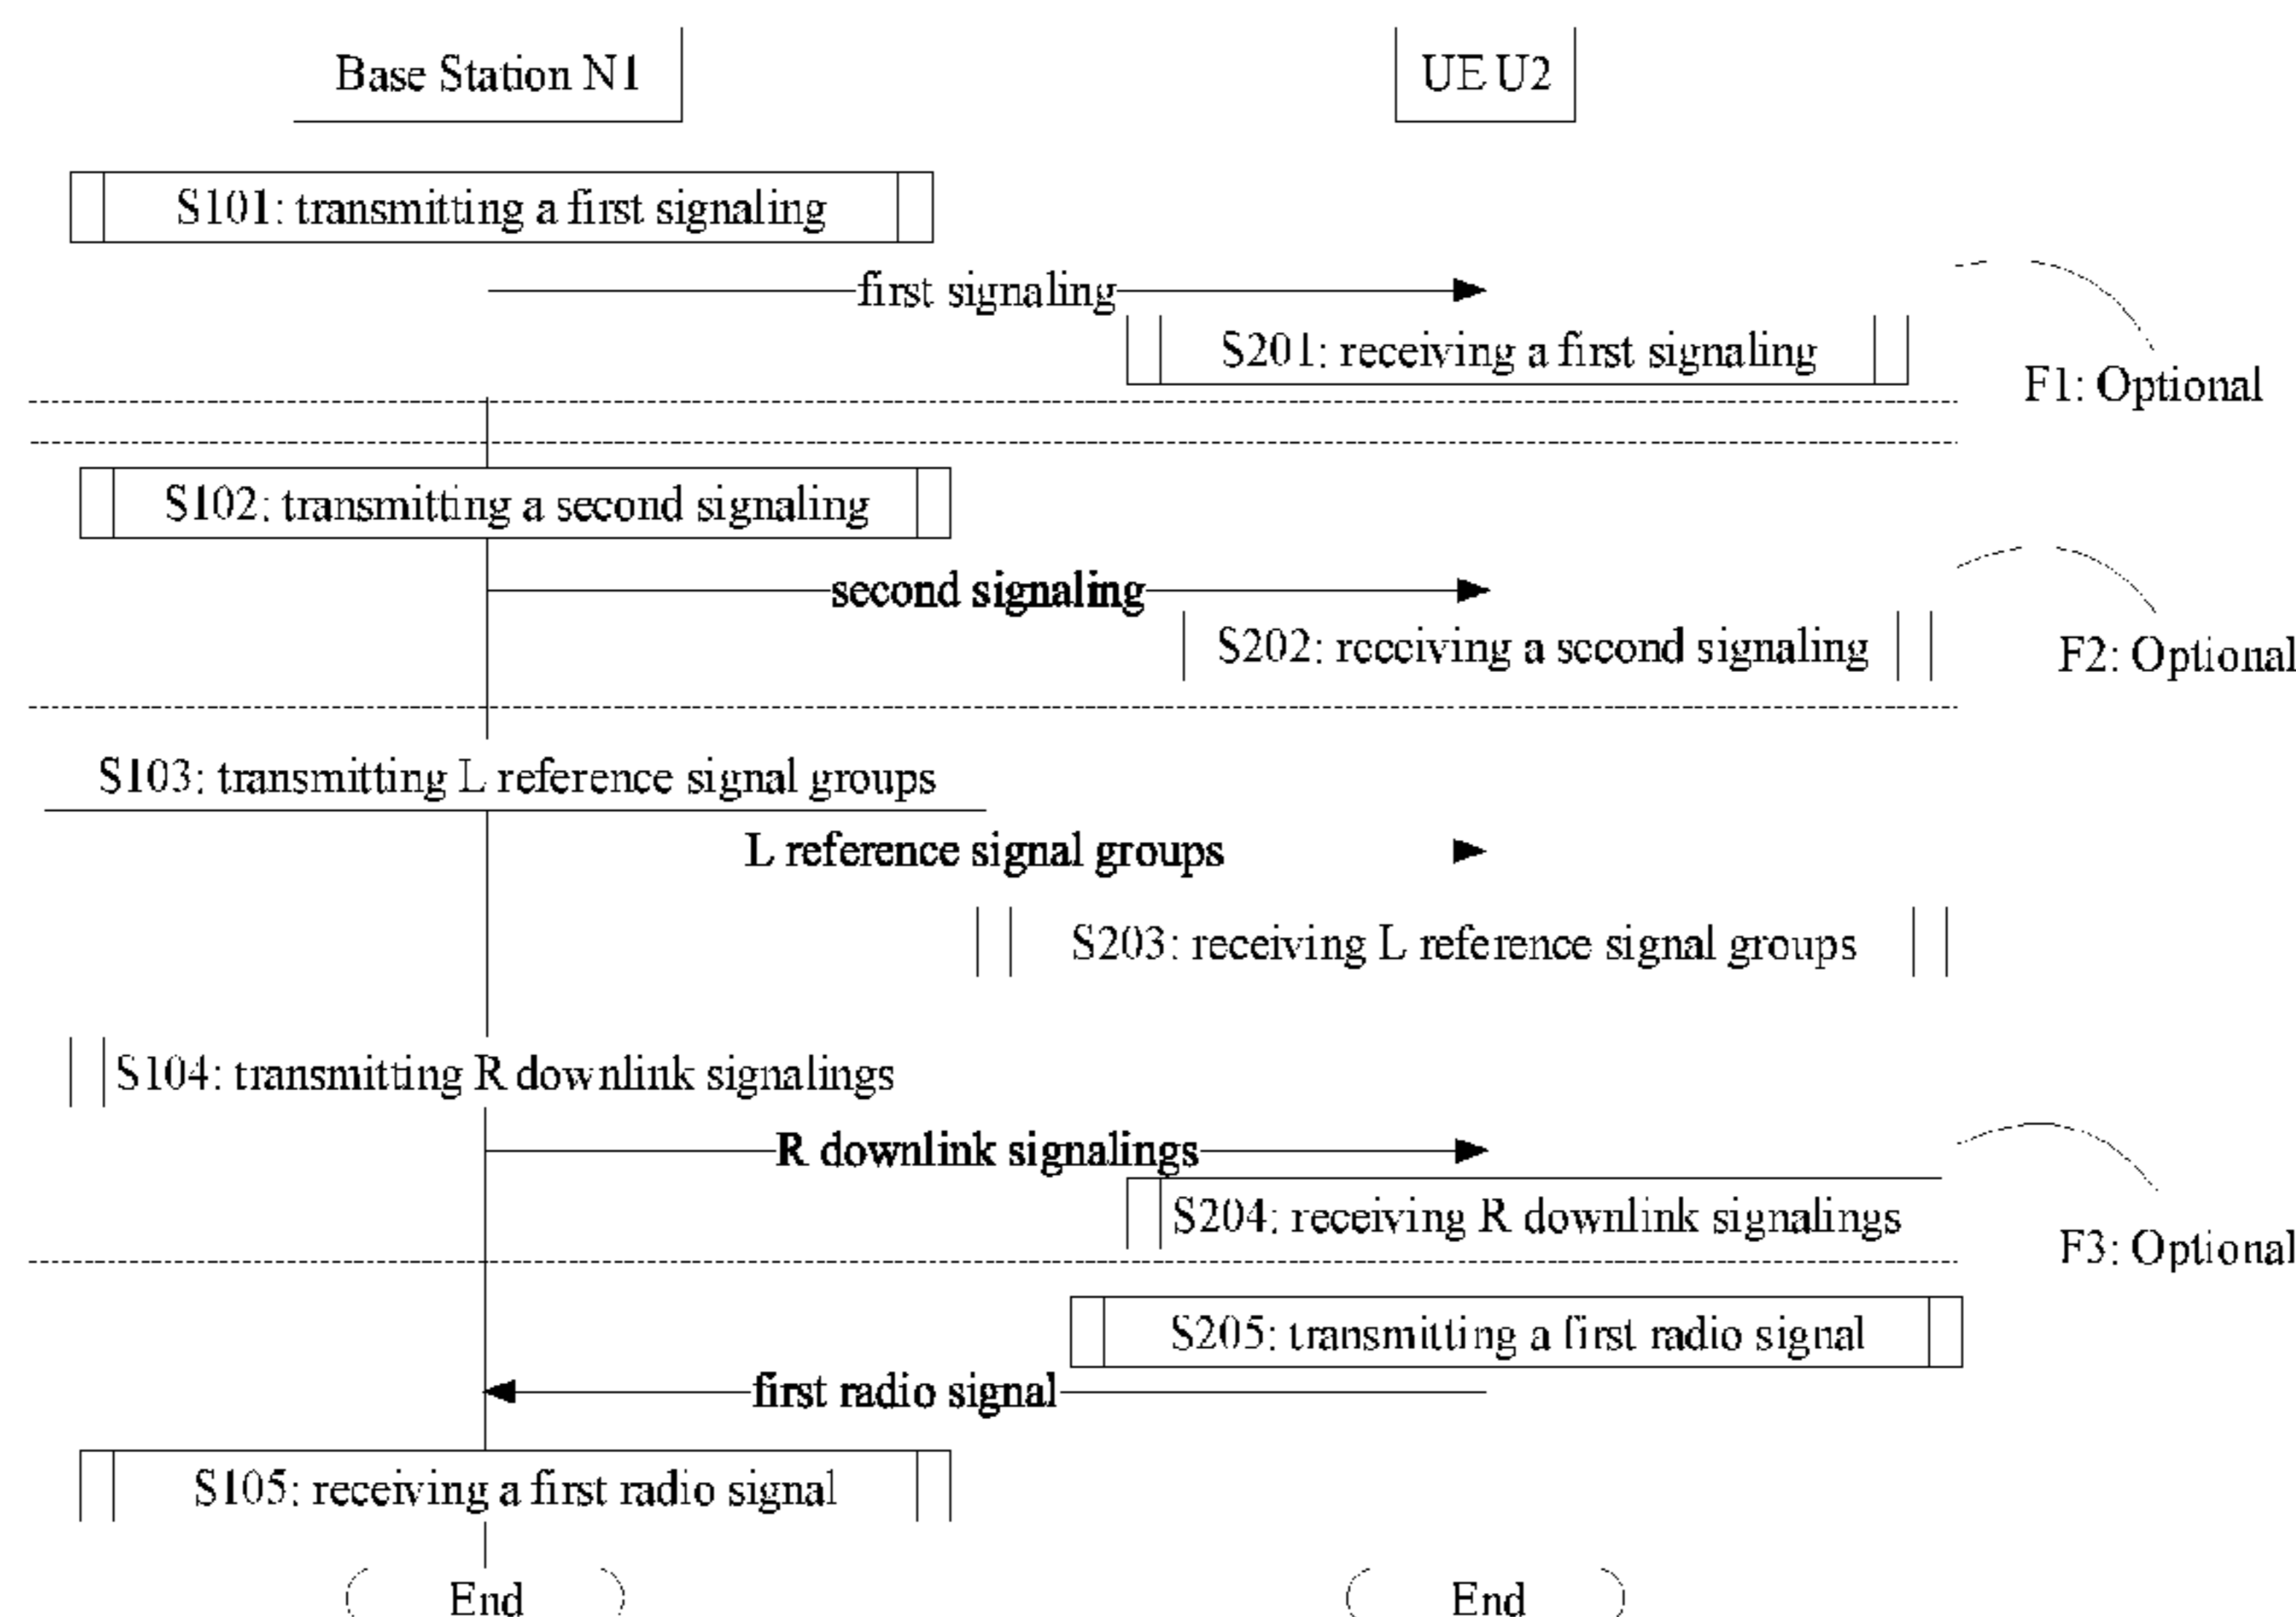 Base Station N1
UE U2
S101: transmitting a first signaling
first signaling
S201: receiving a first signaling
F1: Optional
S102: transmitting a second signaling
second signaling
S202: receiving a second signaling
F2: Optional
S103: transmitting L reference signal groups
L reference signal groups
S203: receiving L reference signal groups
S104: transmitting R downlink signalings
R downlink signalings
S204: receiving R downlink signalings
F3: Optional
S205: transmitting a first radio signal
first radio signal
S105: receiving a first radio signal
End
End